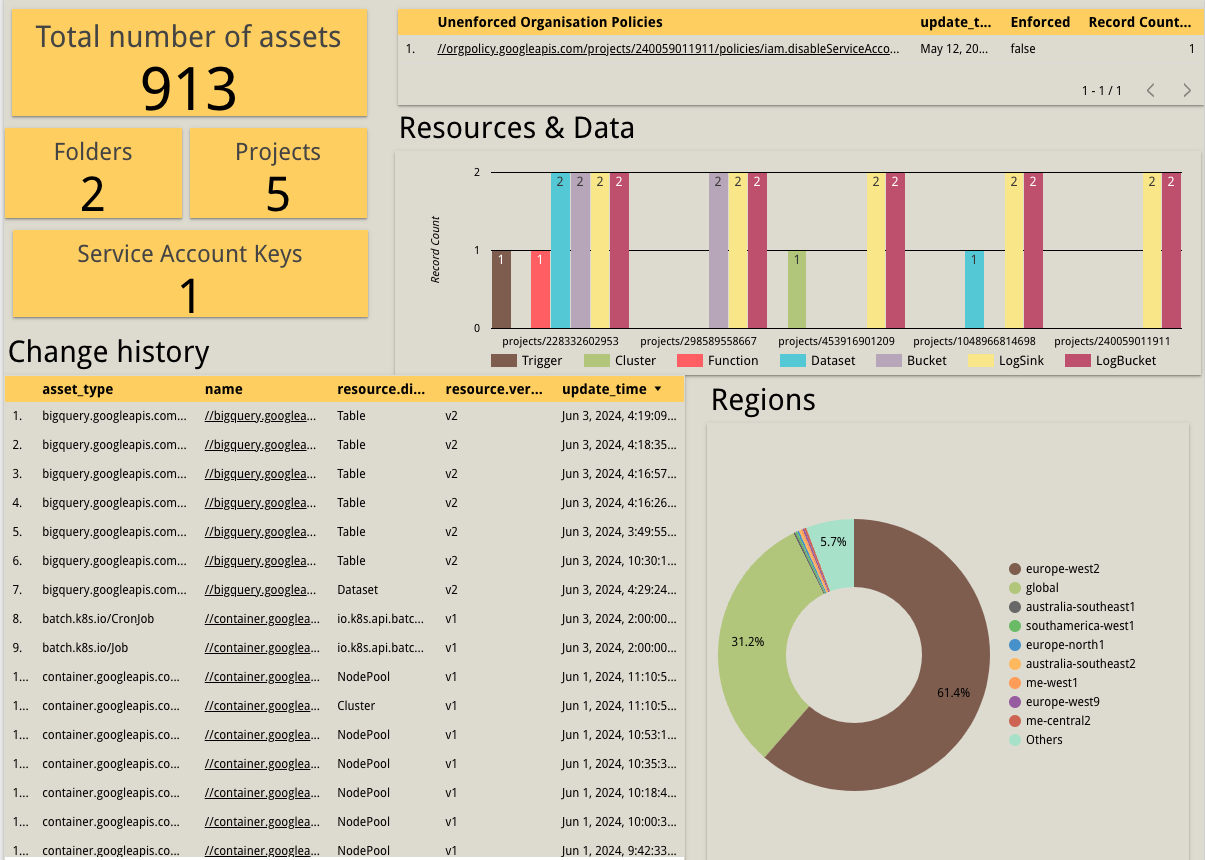 Total number of assets
913
Folders
2
Projects
5
Service Account Keys
1
Unenforced Organisation Policies update_t... Enforced Record Count...
1. //orgpolicy.googleapis.com/projects/240059011911/policies/iam.disableServiceAcco... May 12, 20... false 1
1 - 1 / 1
Resources & Data
Record Count
2
1
0
1 1 2 2 2 2 2 2 2 1 2 2 1 2 2 2 2
projects/228332602953 projects/298589558667 projects/453916901209 projects/1048966814698 projects/240059011911
Trigger Cluster Function Dataset Bucket LogSink LogBucket
Change history
asset_type name resource.di... resource.ver... update_time
1. bigquery.googleapis.com... //bigquery.googlea... Table v2 Jun 3, 2024, 4:19:09...
2. bigquery.googleapis.com... //bigquery.googlea... Table v2 Jun 3, 2024, 4:18:35...
3. bigquery.googleapis.com... //bigquery.googlea... Table v2 Jun 3, 2024, 4:16:57...
4. bigquery.googleapis.com... //bigquery.googlea... Table v2 Jun 3, 2024, 4:16:26...
5. bigquery.googleapis.com... //bigquery.googlea... Table v2 Jun 3, 2024, 3:49:55...
6. bigquery.googleapis.com... //bigquery.googlea... Table v2 Jun 3, 2024, 10:30:1...
7. bigquery.googleapis.com... //bigquery.googlea... Dataset v2 Jun 3, 2024, 4:29:24...
8. batch.k8s.io/CronJob //container.googlea... io.k8s.api.batc... v1 Jun 3, 2024, 2:00:00...
9. batch.k8s.io/Job //container.googlea... io.k8s.api.batc... v1 Jun 3, 2024, 2:00:00...
1... container.googleapis.co... //container.googlea... NodePool v1 Jun 1, 2024, 11:10:5...
1... container.googleapis.co... //container.googlea... Cluster v1 Jun 1, 2024, 11:10:5...
1... container.googleapis.co... //container.googlea... NodePool v1 Jun 1, 2024, 10:53:1...
1... container.googleapis.co... //container.googlea... NodePool v1 Jun 1, 2024, 10:35:3...
1... container.googleapis.co... //container.googlea... NodePool v1 Jun 1, 2024, 10:18:4...
1... container.googleapis.co... //container.googlea... NodePool v1 Jun 1, 2024, 10:00:3...
1... container.googleapis.co... //container.googlea... NodePool v1 Jun 1, 2024, 9:42:33...
Regions
5.7%
31.2%
61.4%
europe-west2
global
australia-southeast1
southamerica-west1
europe-north1
australia-southeast2
me-west1
europe-west9
me-central2
Others